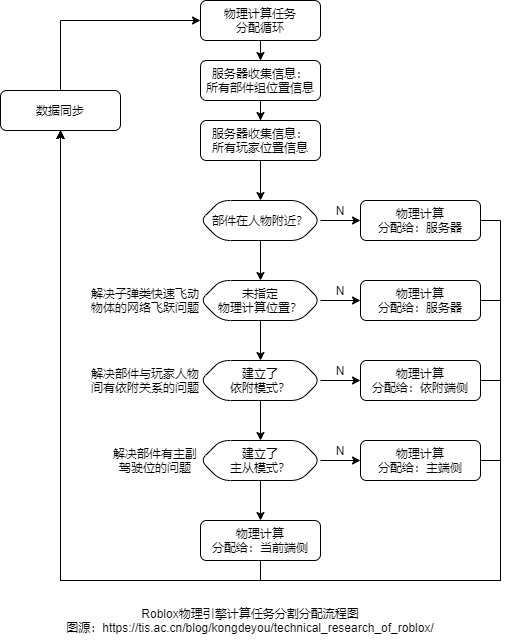 物理计算任务
分配循环
服务器收集信息：
所有部件组位置信息
数据同步
服务器收集信息：
所有玩家位置信息
部件在人物附近？
N
物理计算
分配给：服务器
解决子弹类快速飞动
物体的网络飞跃问题
未指定
物理计算位置？
N
物理计算
分配给：服务器
解决部件与玩家人物
间有依附关系的问题
建立了
依附模式？
N
物理计算
分配给：依附端侧
解决部件有主副
驾驶位的问题
建立了
主从模式？
N
物理计算
分配给：主端侧
物理计算
分配给：当前端侧
Roblox物理引擎计算任务分割分配流程图
图源：https://tis.ac.cn/blog/kongdeyou/technical_research_of_roblox/